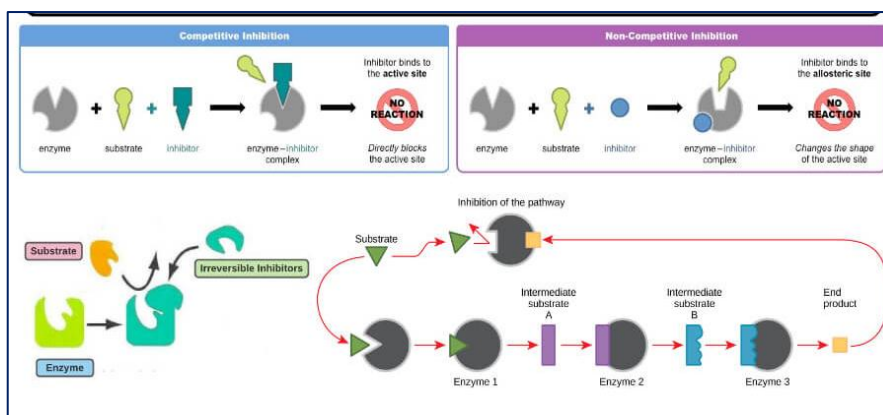 Competitive Inhibition
Inhibitor binds to
the active site
NO
REACTION
enzyme
substrate
inhibitor
enzyme–inhibitor
complex
Directly blocks
the active site
Non-Competitive Inhibition
Inhibitor binds to
the allosteric site
NO
REACTION
enzyme
substrate
inhibitor
enzyme–inhibitor
complex
Changes the shape
of the active site
Substrate
Irreversible Inhibitors
Enzyme
Inhibition of the pathway
Substrate
Intermediate
substrate
A
Intermediate
substrate
B
End
product
Enzyme 1
Enzyme 2
Enzyme 3